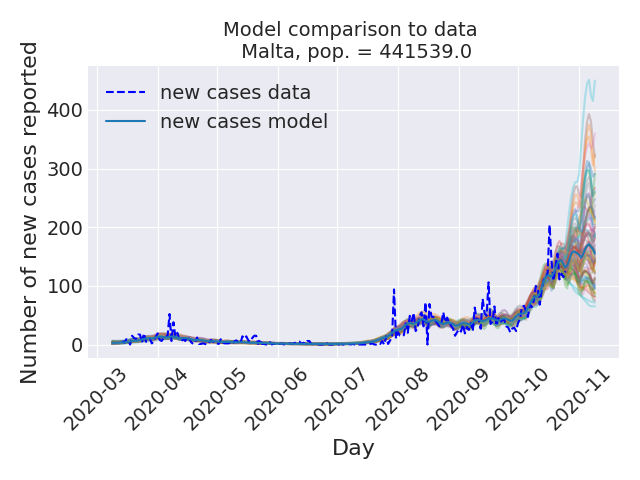 Model comparison to data
Malta, pop. = 441539.0
Number of new cases reported
400
300
200
100
0
new cases data
new cases model
2020-03
2020-04
2020-05
2020-06
2020-07
2020-08
2020-09
2020-10
2020-11
Day